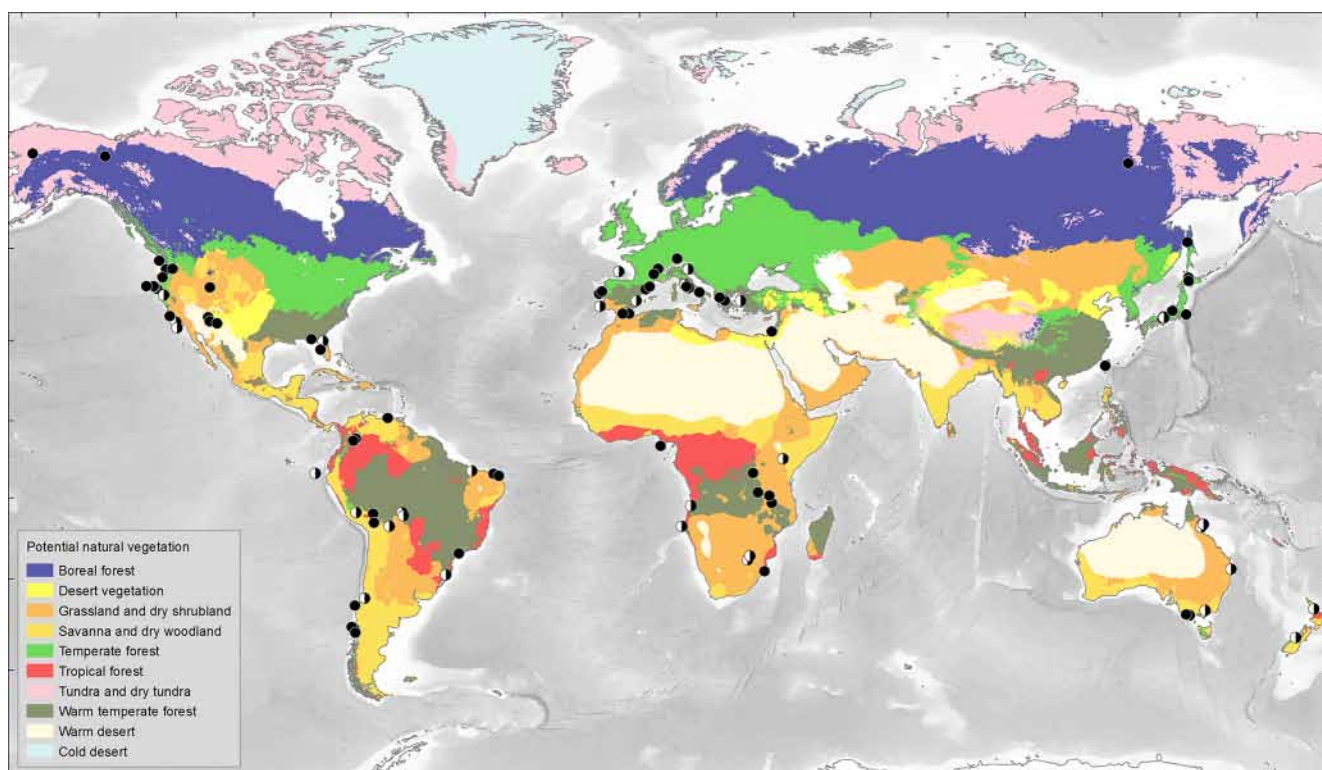 Potential natural vegetation
Boreal forest
Desert vegetation
Grassland and dry shrubland
Savanna and dry woodland
Temperate forest
Tropical forest
Tundra and dry tundra
Warm temperate forest
Warm desert
Cold desert